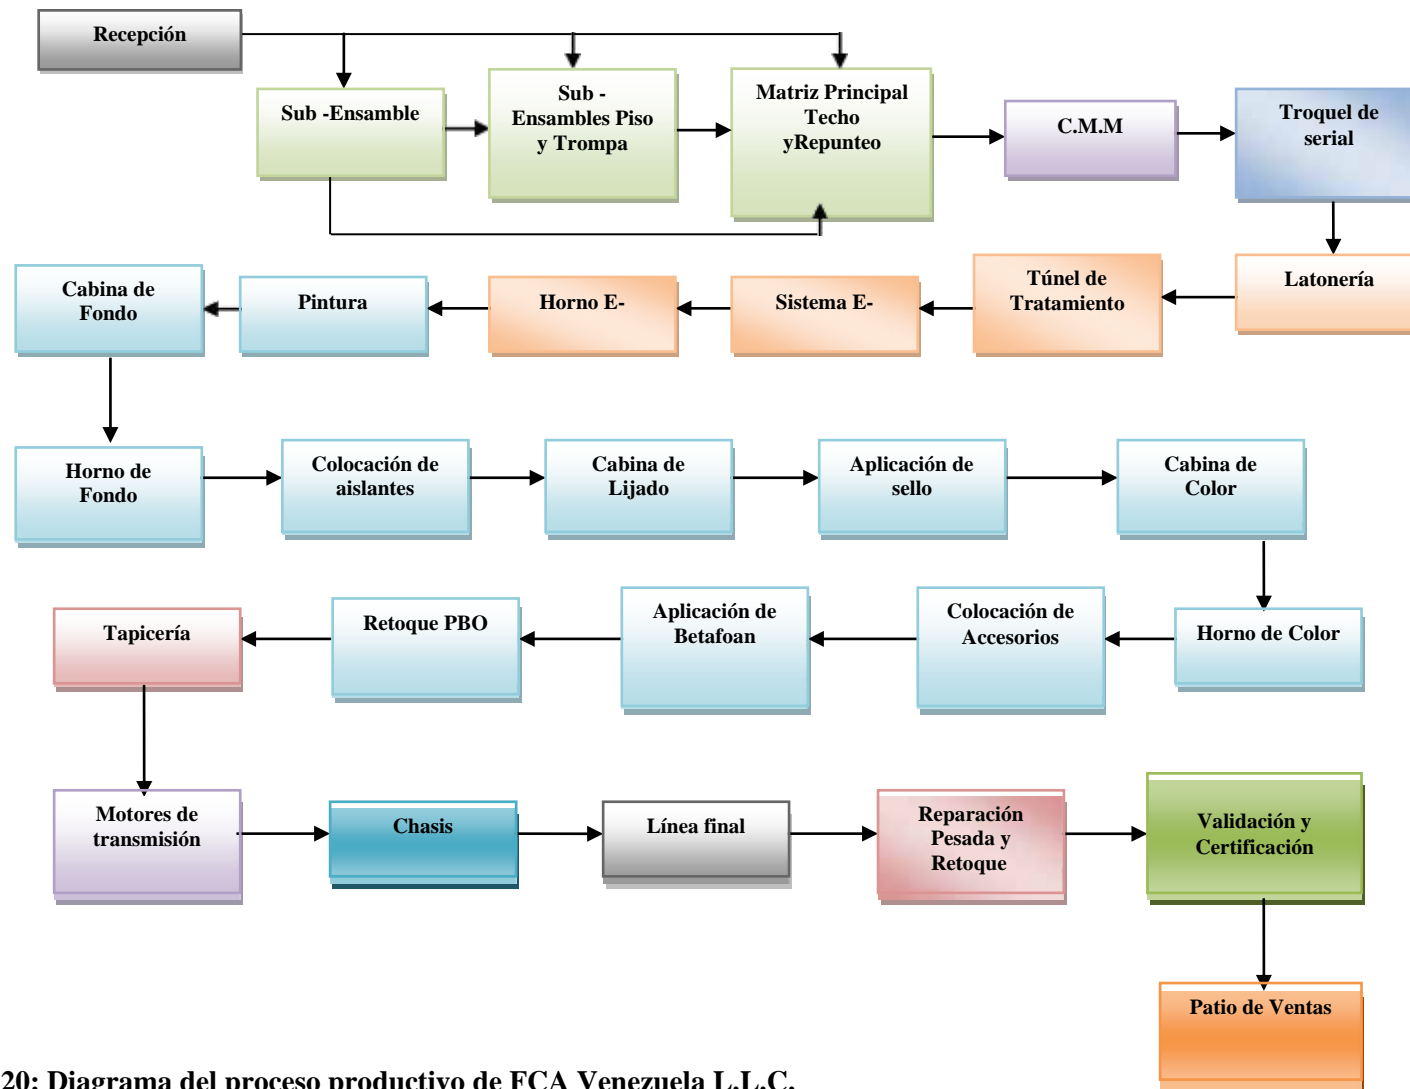 Recepción
Sub -Ensamble
Sub -
Ensambles Piso
y Trompa
Matriz Principal
Techo
yRepunteo
C.M.M
Troquel de
serial
Cabina de
Fondo
Pintura
Horno E-
Sistema E-
Túnel de
Tratamiento
Latonería
Horno de
Fondo
Colocación de
aislantes
Cabina de
Lijado
Aplicación de
sello
Cabina de
Color
Tapicería
Retoque PBO
Aplicación de
Betafoan
Colocación de
Accesorios
Horno de Color
Motores de
transmisión
Chasis
Línea final
Reparación
Pesada y
Retoque
Validación y
Certificación
Patio de Ventas
20: Diagrama del proceso productivo de FCA Venezuela L.L.C.